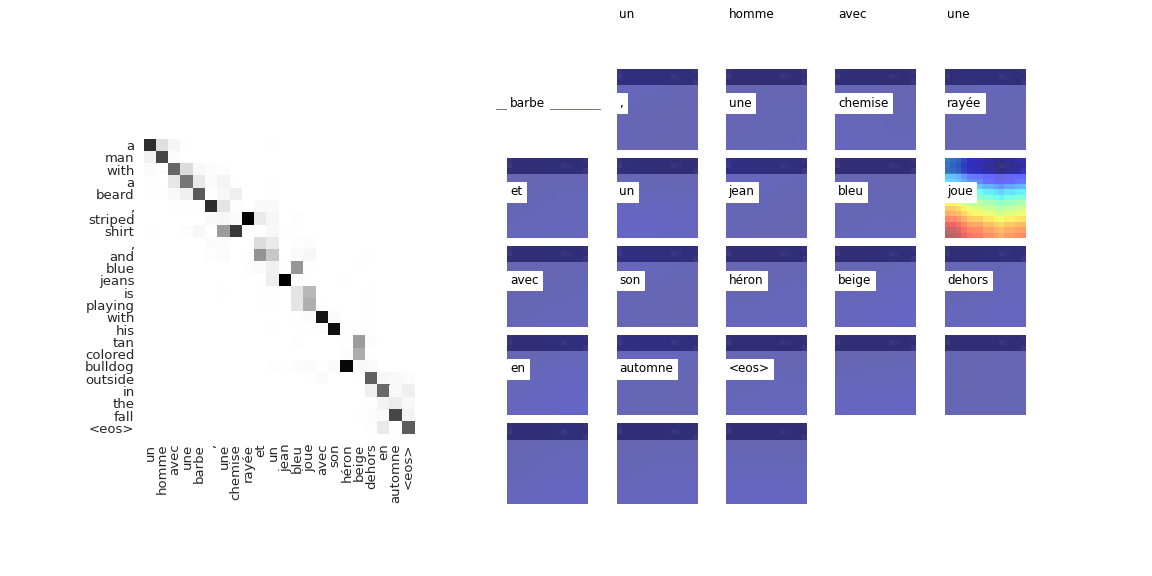 un homme avec une
barbe , une chemise rayée
et un jean bleu joue
avec son héron beige dehors
en automne <eos>
a
man
with
a
beard
,
striped
shirt
,
and
blue
jeans
is
playing
with
his
tan
colored
bulldog
outside
in
the
fall
<eos>
un
homme
avec
une
barbe
,
une
chemise
rayée
et
un
jean
bleu
joue
avec
son
héron
beige
dehors
en
automne
<eos>